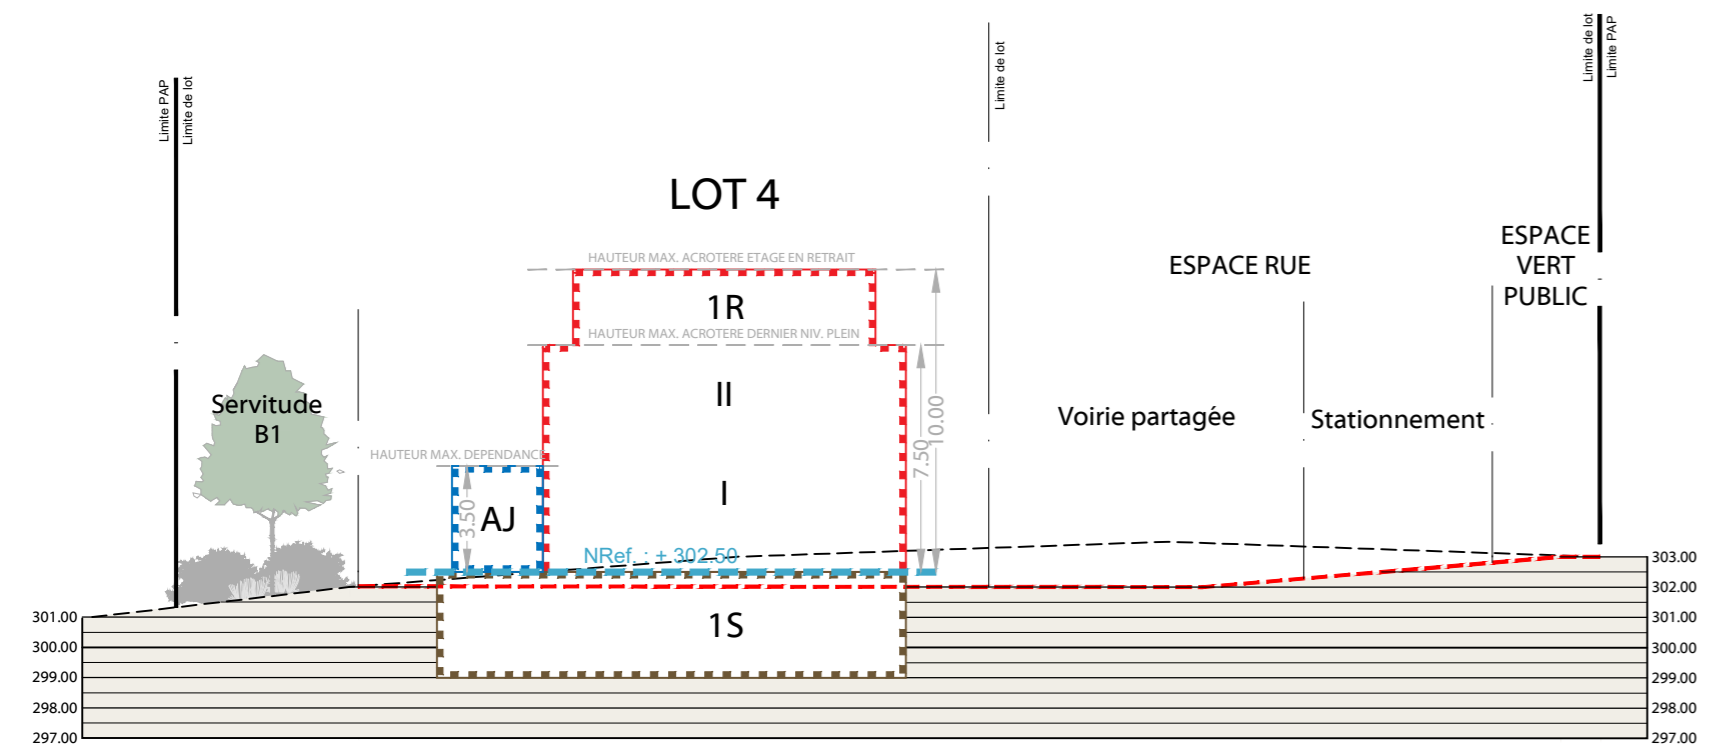 Limite PAP
Limite de lot
Limite de lot
Limite de lot
Limite PAP
LOT 4
ESPACE
VERT
PUBLIC
ESPACE RUE
HAUTEUR MAX. ACROTERE ETAGE EN RETRAIT
1R
HAUTEUR MAX. ACROTERE DERNIER NIV. PLEIN
II
Servitude
B1
Voirie partagée
Stationnement
10.00
7.50
HAUTEUR MAX. DEPENDANCE
I
AJ
3.50
NRef. : + 302.50
1S
301.00
300.00
299.00
298.00
297.00
303.00
302.00
301.00
300.00
299.00
298.00
297.00